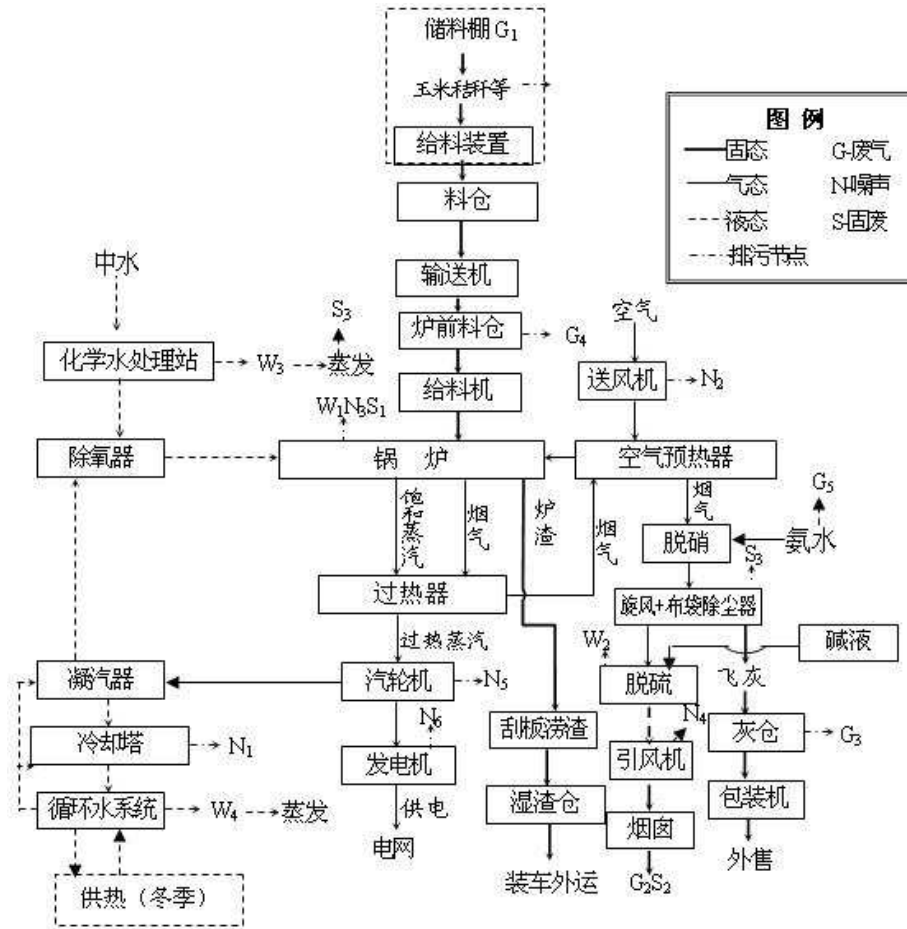 储料棚 G₁
玉米秸秆等
给料装置
料仓
输送机
炉前料仓
G₄
给料机
图 例
固态 G-废气
气态 N-噪声
液态 S-固废
排污节点
中水
化学水处理站
W₃
蒸发
S₃
除氧器
W₁N₃S₁
锅 炉
空气
送风机
N₂
空气预热器
饱和蒸汽
烟气
炉渣
烟气
烟气
G₅
脱硝
氨水
S₃
过热器
旋风+布袋除尘器
过热蒸汽
W₂
碱液
凝汽器
汽轮机
N₅
脱硫
飞灰
N₆
N₄
冷却塔
N₁
发电机
刮板涝渣
引风机
灰仓
G₃
循环水系统
W₄
蒸发
供电
湿渣仓
烟囱
包装机
电网
装车外运
G₂S₂
外售
供热（冬季）